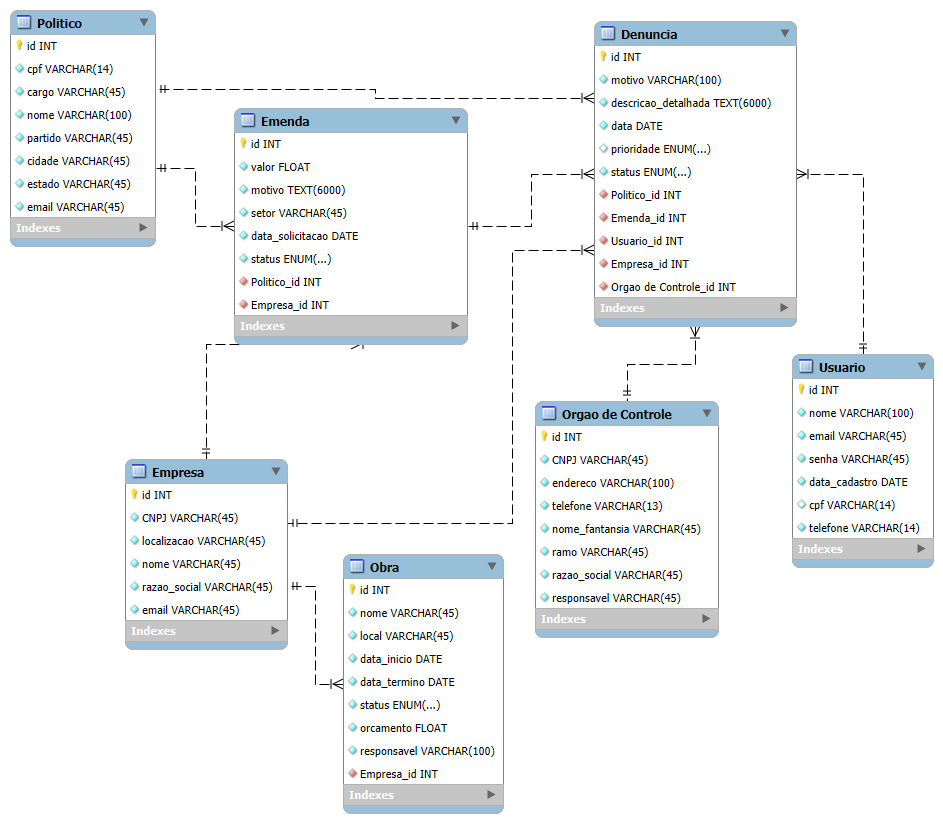 Politico
id INT
cpf VARCHAR(14)
cargo VARCHAR(45)
nome VARCHAR(100)
partido VARCHAR(45)
cidade VARCHAR(45)
estado VARCHAR(45)
email VARCHAR(45)
Indexes
Emenda
id INT
valor FLOAT
motivo TEXT(6000)
setor VARCHAR(45)
data_solicitacao DATE
status ENUM(...)
Politico_id INT
Empresa_id INT
Indexes
Denuncia
id INT
motivo VARCHAR(100)
descricao_detalhada TEXT(6000)
data DATE
prioridade ENUM(...)
status ENUM(...)
Politico_id INT
Emenda_id INT
Usuario_id INT
Empresa_id INT
Orgao de Controle_id INT
Indexes
Usuario
id INT
nome VARCHAR(100)
email VARCHAR(45)
senha VARCHAR(45)
data_cadastro DATE
cpf VARCHAR(14)
telefone VARCHAR(14)
Indexes
Orgao de Controle
id INT
CNPJ VARCHAR(45)
endereco VARCHAR(100)
telefone VARCHAR(13)
nome_fantansia VARCHAR(45)
ramo VARCHAR(45)
razao_social VARCHAR(45)
responsavel VARCHAR(45)
Indexes
Empresa
id INT
CNPJ VARCHAR(45)
localizacao VARCHAR(45)
nome VARCHAR(45)
razao_social VARCHAR(45)
email VARCHAR(45)
Indexes
Obra
id INT
nome VARCHAR(45)
local VARCHAR(45)
data_inicio DATE
data_termino DATE
status ENUM(...)
orcamento FLOAT
responsavel VARCHAR(100)
Empresa_id INT
Indexes